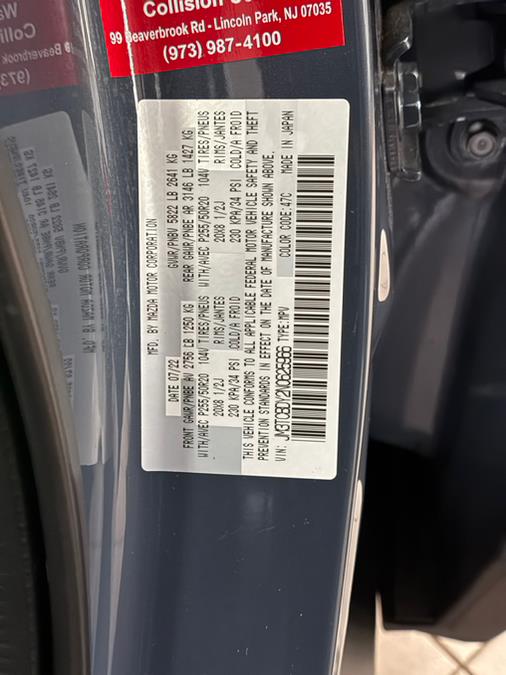 Collision
99 Beaverbrook Rd - Lincoln Park, NJ 07035
(973) 987-4100
MFD. BY MAZDA MOTOR CORPORATION
DATE 07/22 GVWR/PNBV 5822 LB 2641 KG
FRONT GAWR/PNBE AV 2756 LB 1250 KG REAR GAWR/PNBE AR 3146 LB 1427 KG
WITH/AVEC P255/50R20 104V TIRES/PNEUS WITH/AVEC P255/50R20 104V TIRES/PNEUS
20X8 1/2J RIMS/JANTES 20X8 1/2J RIMS/JANTES
230 KPA/34 PSI COLD/A FROID 230 KPA/34 PSI COLD/A FROID
THIS VEHICLE CONFORMS TO ALL APPLICABLE FEDERAL MOTOR VEHICLE SAFETY AND THEFT
PREVENTION STANDARDS IN EFFECT ON THE DATE OF MANUFACTURE SHOWN ABOVE.
COLOR CODE:47C MADE IN JAPAN
VIN: TYPE:MPV